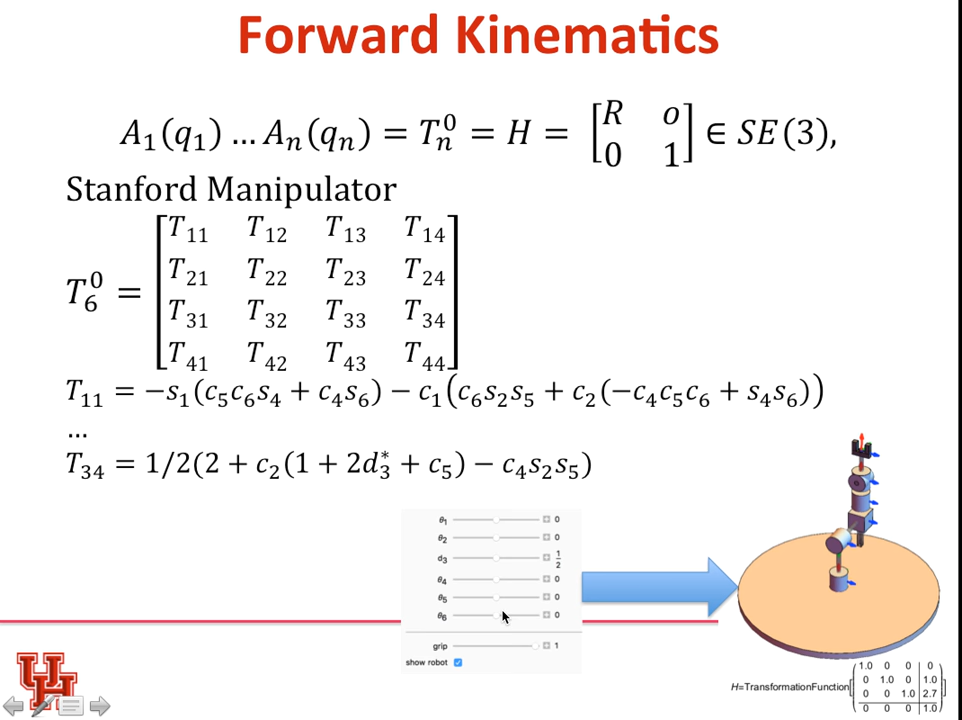 Forward Kinematics
A₁(q₁) … Aₙ(qₙ) = Tₙ⁰ = H = [R o; 0 1] ∈ SE(3),
Stanford Manipulator
T₆⁰ =
T₁₁ T₁₂ T₁₃ T₁₄
T₂₁ T₂₂ T₂₃ T₂₄
T₃₁ T₃₂ T₃₃ T₃₄
T₄₁ T₄₂ T₄₃ T₄₄
T₁₁ = −s₁(c₅c₆s₄ + c₄s₆) − c₁(c₆s₂s₅ + c₂(−c₄c₅c₆ + s₄s₆))
…
T₃₄ = 1/2(2 + c₂(1 + 2d₃* + c₅) − c₄s₂s₅)
θ₁ 0
θ₂ 0
d₃ 1/2
θ₄ 0
θ₅ 0
θ₆ 0
grip 1
show robot
H=TransformationFunction[
1.0 0 0 0
0 1.0 0 1.0
0 0 1.0 2.7
0 0 0 1.0
]
UH